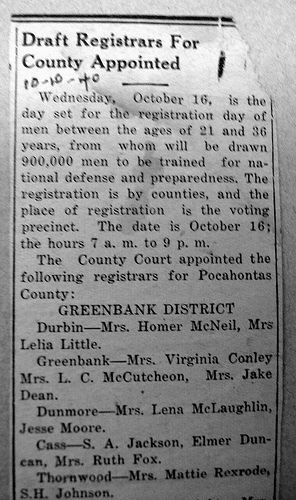 Draft Registrars For
County Appointed
10-10-40
Wednesday, October 16, is the
day set for the registration day of
men between the ages of 21 and 36
years, from whom will be drawn
900,000 men to be trained for na-
tional defense and preparedness. The
registration is by counties, and the
place of registration is the voting
precinct. The date is October 16;
the hours 7 a. m. to 9 p. m.
The County Court appointed the
following registrars for Pocahontas
County:
GREENBANK DISTRICT
Durbin—Mrs. Homer McNeil, Mrs
Lelia Little.
Greenbank—Mrs. Virginia Conley
Mrs. L. C. McCutcheon, Mrs. Jake
Dean.
Dunmore—Mrs. Lena McLaughlin,
Jesse Moore.
Cass—S. A. Jackson, Elmer Dun-
can, Mrs. Ruth Fox.
Thornwood—Mrs. Mattie Rexrode,
S.H. Johnson.